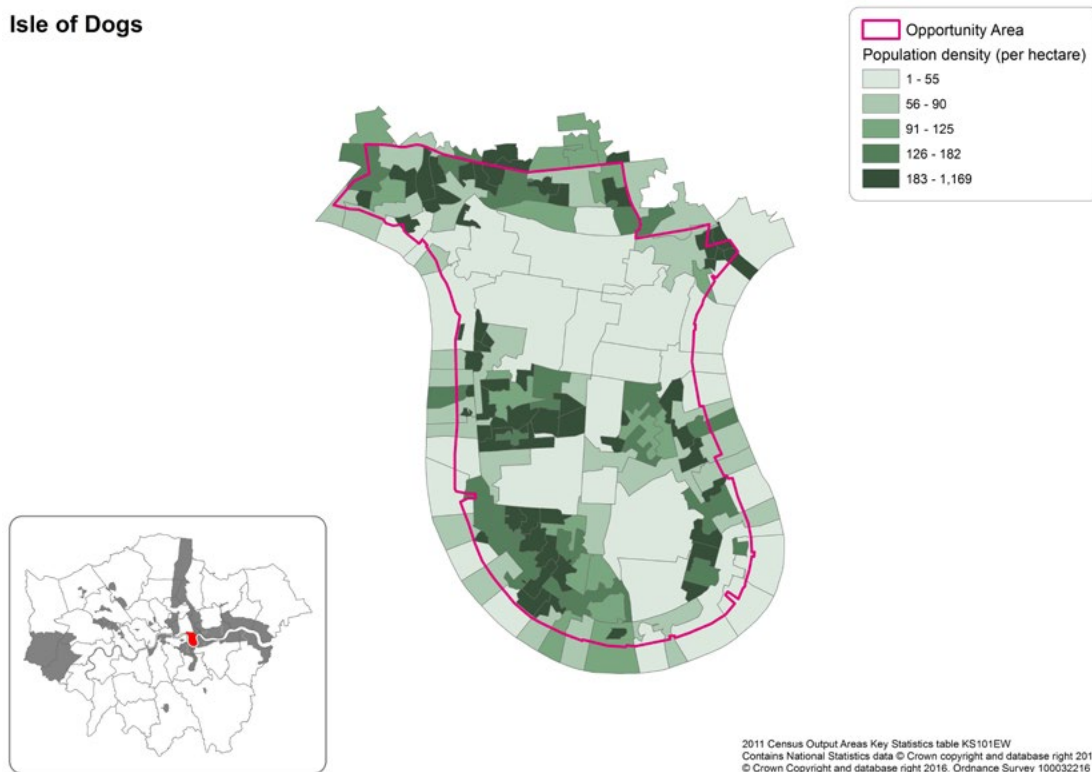 Isle of Dogs
Opportunity Area
Population density (per hectare)
1 - 55
56 - 90
91 - 125
126 - 182
183 - 1,169
2011 Census Output Areas Key Statistics table KS101EW
Contains National Statistics data © Crown copyright and database right 201
© Crown Copyright and database right 2016. Ordnance Survey 100032216